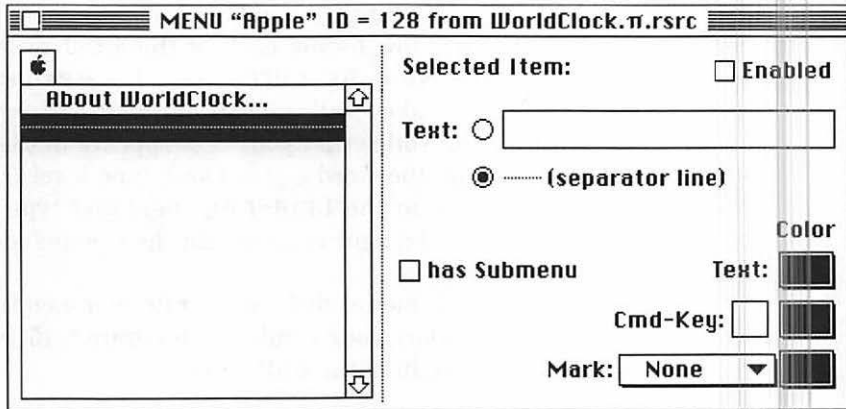 MENU “Apple” ID = 128 from WorldClock.π.rsrc
About WorldClock...
Selected Item:
Enabled
Text:
(separator line)
Color
has Submenu
Text:
Cmd-Key:
Mark: None